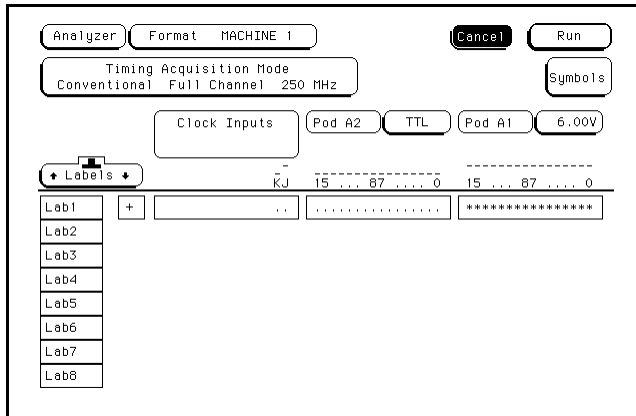 Analyzer Format MACHINE 1 Cancel Run
Timing Acquisition Mode
Conventional Full Channel 250 MHz
Symbols
Clock Inputs Pod A2 TTL Pod A1 6.00V
↑ Labels ↓
KJ 15 ... 87 .... 0 15 ... 87 .... 0
Lab1 + .. ................ ****************
Lab2
Lab3
Lab4
Lab5
Lab6
Lab7
Lab8